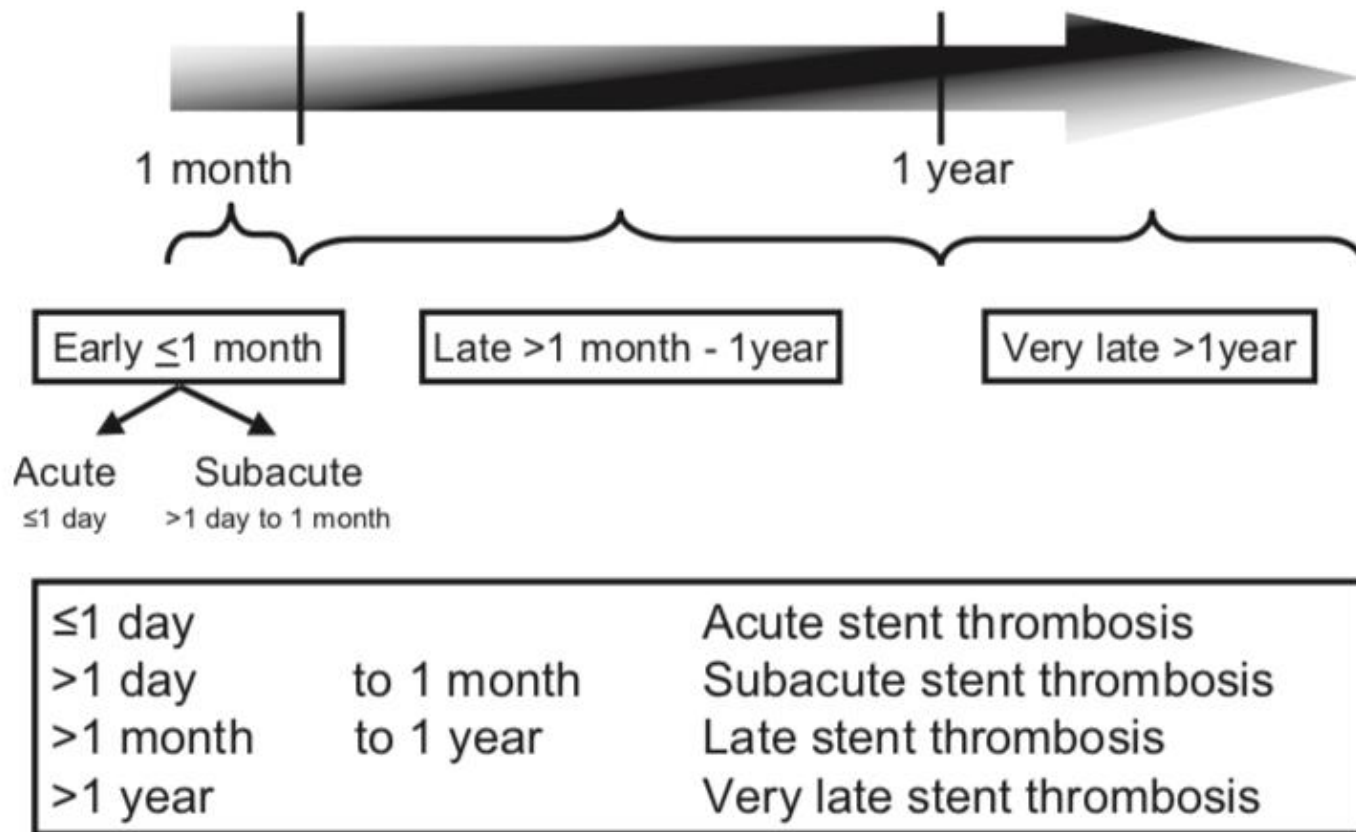 1 month 1 year
Early ≤1 month Late >1 month - 1year Very late >1year
Acute Subacute
≤1 day >1 day to 1 month
≤1 day Acute stent thrombosis
>1 day to 1 month Subacute stent thrombosis
>1 month to 1 year Late stent thrombosis
>1 year Very late stent thrombosis